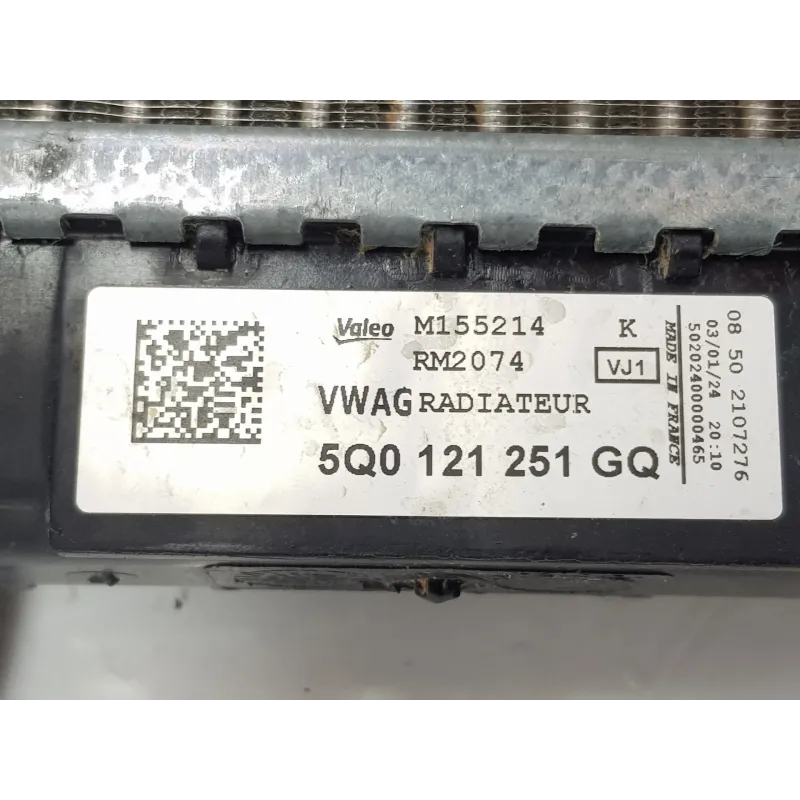 Valeo M155214 K
RM2074 VJ1
VWAG RADIATEUR
5Q0 121 251 GQ
08 50 2107276
03/01/24 20:10
50202400000465
MADE IN FRANCE